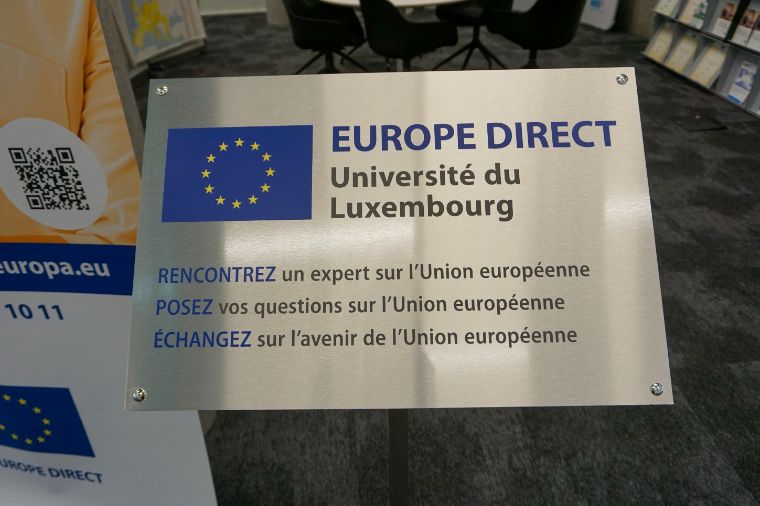 EUROPE DIRECT
Université du
Luxembourg
RENCONTREZ un expert sur l’Union européenne
POSEZ vos questions sur l’Union européenne
ÉCHANGEZ sur l’avenir de l’Union européenne
europa.eu
10 11
EUROPE DIRECT